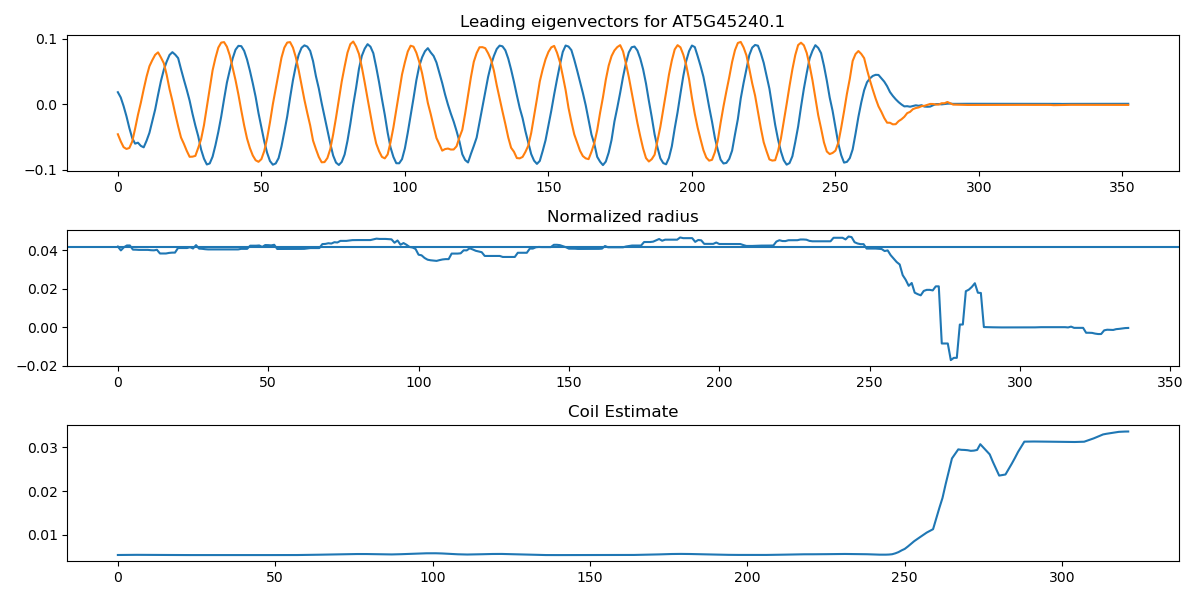 Leading eigenvectors for AT5G45240.1
0.1
0.0
−0.1
0 50 100 150 200 250 300 350
Normalized radius
0.04
0.02
0.00
−0.02
0 50 100 150 200 250 300 350
Coil Estimate
0.03
0.02
0.01
0 50 100 150 200 250 300